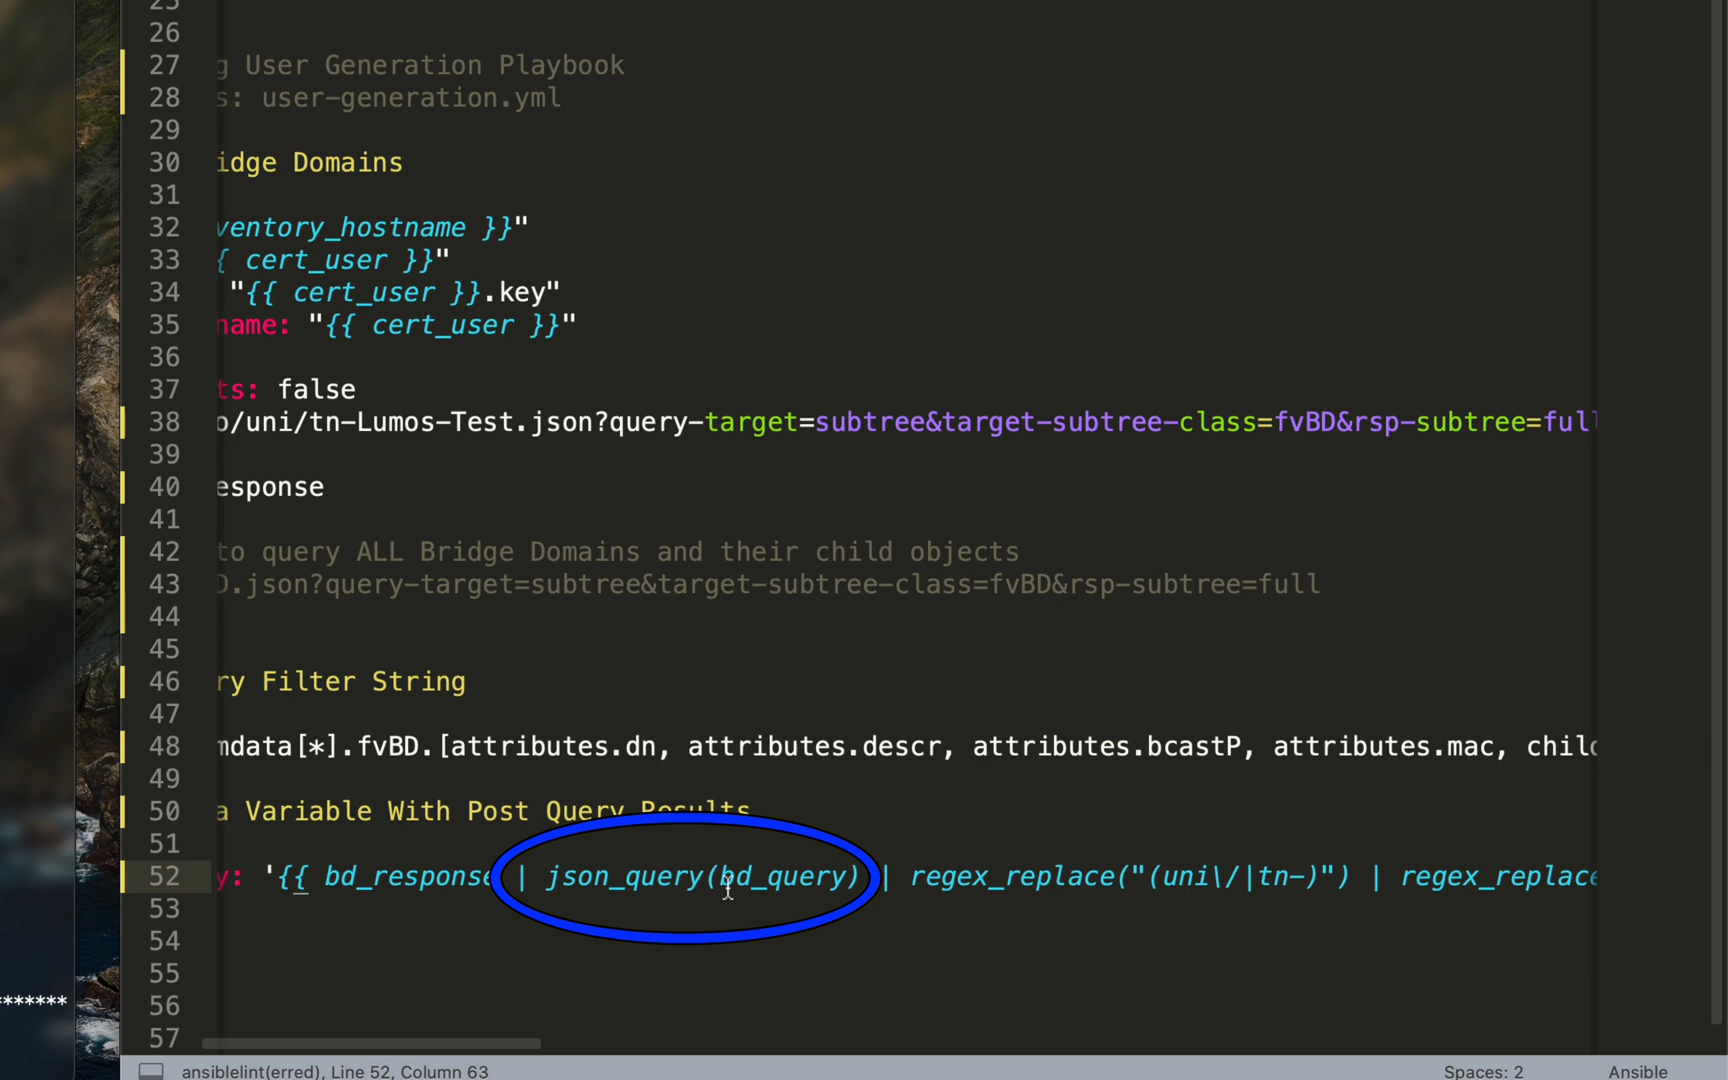 25
26
27 g User Generation Playbook
28 s: user-generation.yml
29
30 idge Domains
31
32 ventory_hostname }}"
33 { cert_user }}"
34 "{{ cert_user }}.key"
35 name: "{{ cert_user }}"
36
37 ts: false
38 o/uni/tn-Lumos-Test.json?query-target=subtree&target-subtree-class=fvBD&rsp-subtree=full
39
40 esponse
41
42 to query ALL Bridge Domains and their child objects
43 D.json?query-target=subtree&target-subtree-class=fvBD&rsp-subtree=full
44
45
46 ry Filter String
47
48 mdata[*].fvBD.[attributes.dn, attributes.descr, attributes.bcastP, attributes.mac, chil
49
50 a Variable With Post Query Results
51
52 y: '{{ bd_response | json_query(bd_query) | regex_replace("(uni\/|tn-)") | regex_replace
53
54
55
56
57
*******
ansiblelint(erred), Line 52, Column 63
Spaces: 2
Ansible